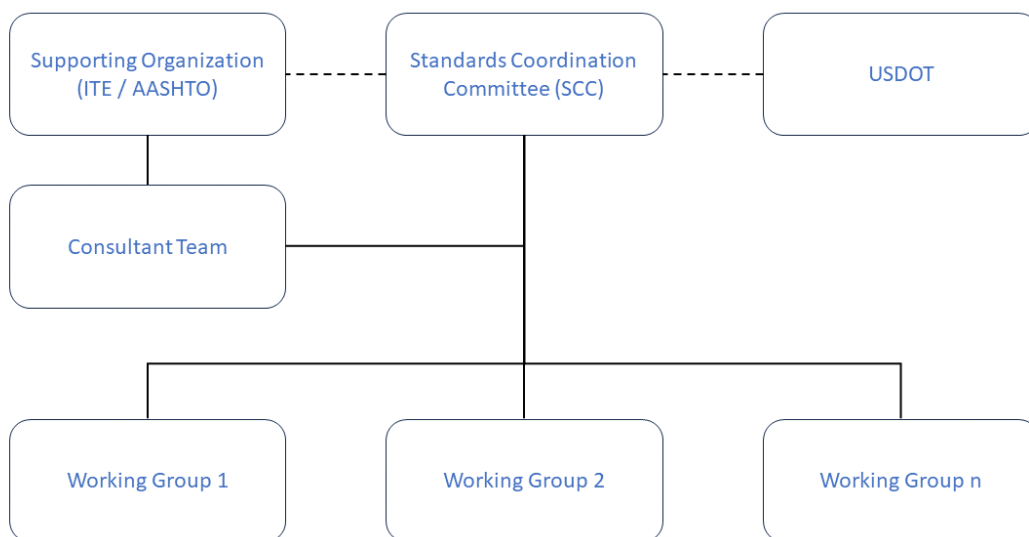 Supporting Organization
(ITE / AASHTO)
Standards Coordination
Committee (SCC)
USDOT
Consultant Team
Working Group 1
Working Group 2
Working Group n